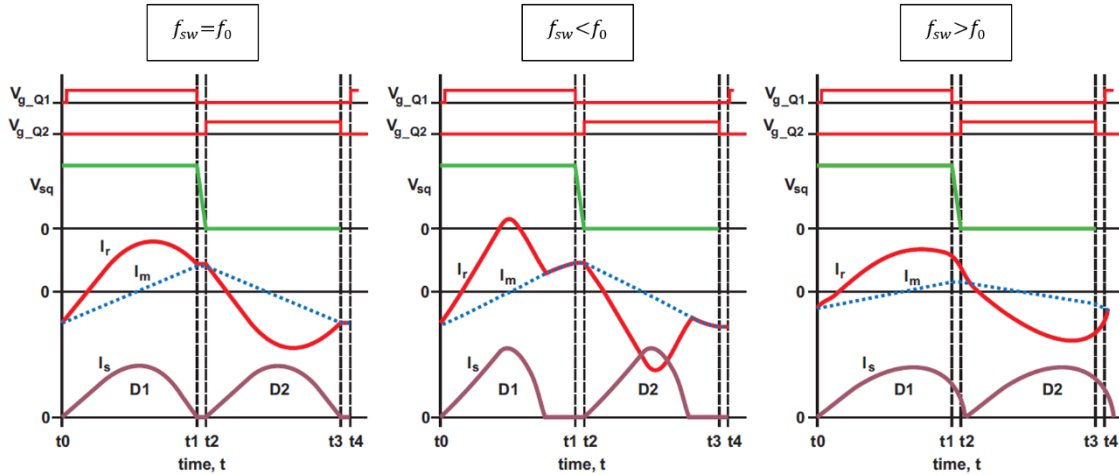 f_sw=f_0
V_g_Q1
V_g_Q2
V_sq
0
I_r
I_m
0
I_s
D1
D2
0
t0
t1
t2
t3
t4
time, t
f_sw<f_0
V_g_Q1
V_g_Q2
V_sq
0
I_r
I_m
0
I_s
D1
D2
0
t0
t1
t2
t3
t4
time, t
f_sw>f_0
V_g_Q1
V_g_Q2
V_sq
0
I_r
I_m
0
I_s
D1
D2
0
t0
t1
t2
t3
t4
time, t